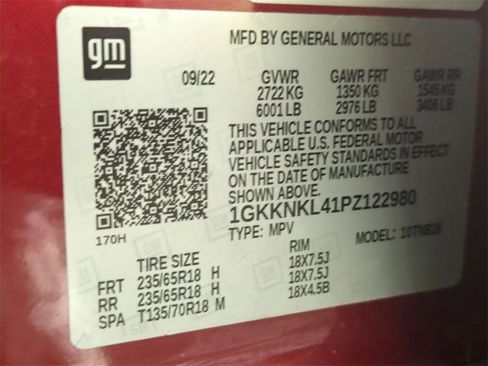 gm
MFD BY GENERAL MOTORS LLC
09/22 GVWR GAWR FRT GAWR RR
2722 KG 1350 KG 1545 KG
6001 LB 2976 LB 3406 LB
THIS VEHICLE CONFORMS TO ALL
APPLICABLE U.S. FEDERAL MOTOR
VEHICLE SAFETY STANDARDS IN EFFECT
ON THE DATE OF MANUFACTURE
SHOWN ABOVE.
1GKKNKL41PZ122980
170H TYPE: MPV MODEL: 10TNB26
TIRE SIZE RIM
FRT 235/65R18 H 18X7.5J
RR 235/65R18 H 18X7.5J
SPA T135/70R18 M 18X4.5B